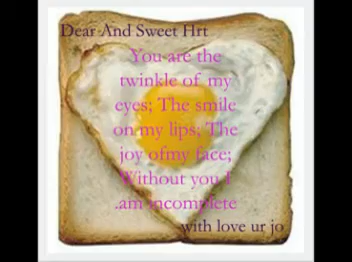 Dear And Sweet Hrt
You are the
twinkle of my
eyes; The smile
on my lips; The
joy ofmy face;
Without you I
.am incomplete
with love ur jo